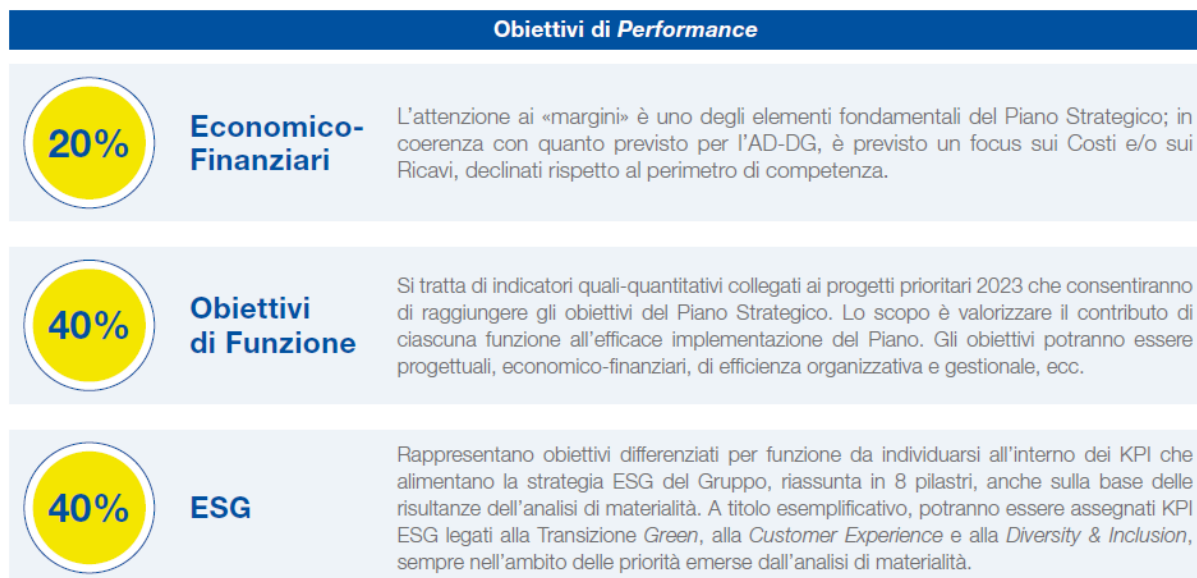 Obiettivi di Performance
20%
Economico-
Finanziari
L'attenzione ai «margini» è uno degli elementi fondamentali del Piano Strategico; in
coerenza con quanto previsto per l'AD-DG, è previsto un focus sui Costi e/o sui
Ricavi, declinati rispetto al perimetro di competenza.
40%
Obiettivi
di Funzione
Si tratta di indicatori quali-quantitativi collegati ai progetti prioritari 2023 che consentiranno
di raggiungere gli obiettivi del Piano Strategico. Lo scopo è valorizzare il contributo di
ciascuna funzione all'efficace implementazione del Piano. Gli obiettivi potranno essere
progettuali, economico-finanziari, di efficienza organizzativa e gestionale, ecc.
40%
ESG
Rappresentano obiettivi differenziati per funzione da individuarsi all'interno dei KPI che
alimentano la strategia ESG del Gruppo, riassunta in 8 pilastri, anche sulla base delle
risultanze dell'analisi di materialità. A titolo esemplificativo, potranno essere assegnati KPI
ESG legati alla Transizione Green, alla Customer Experience e alla Diversity & Inclusion,
sempre nell'ambito delle priorità emerse dall'analisi di materialità.